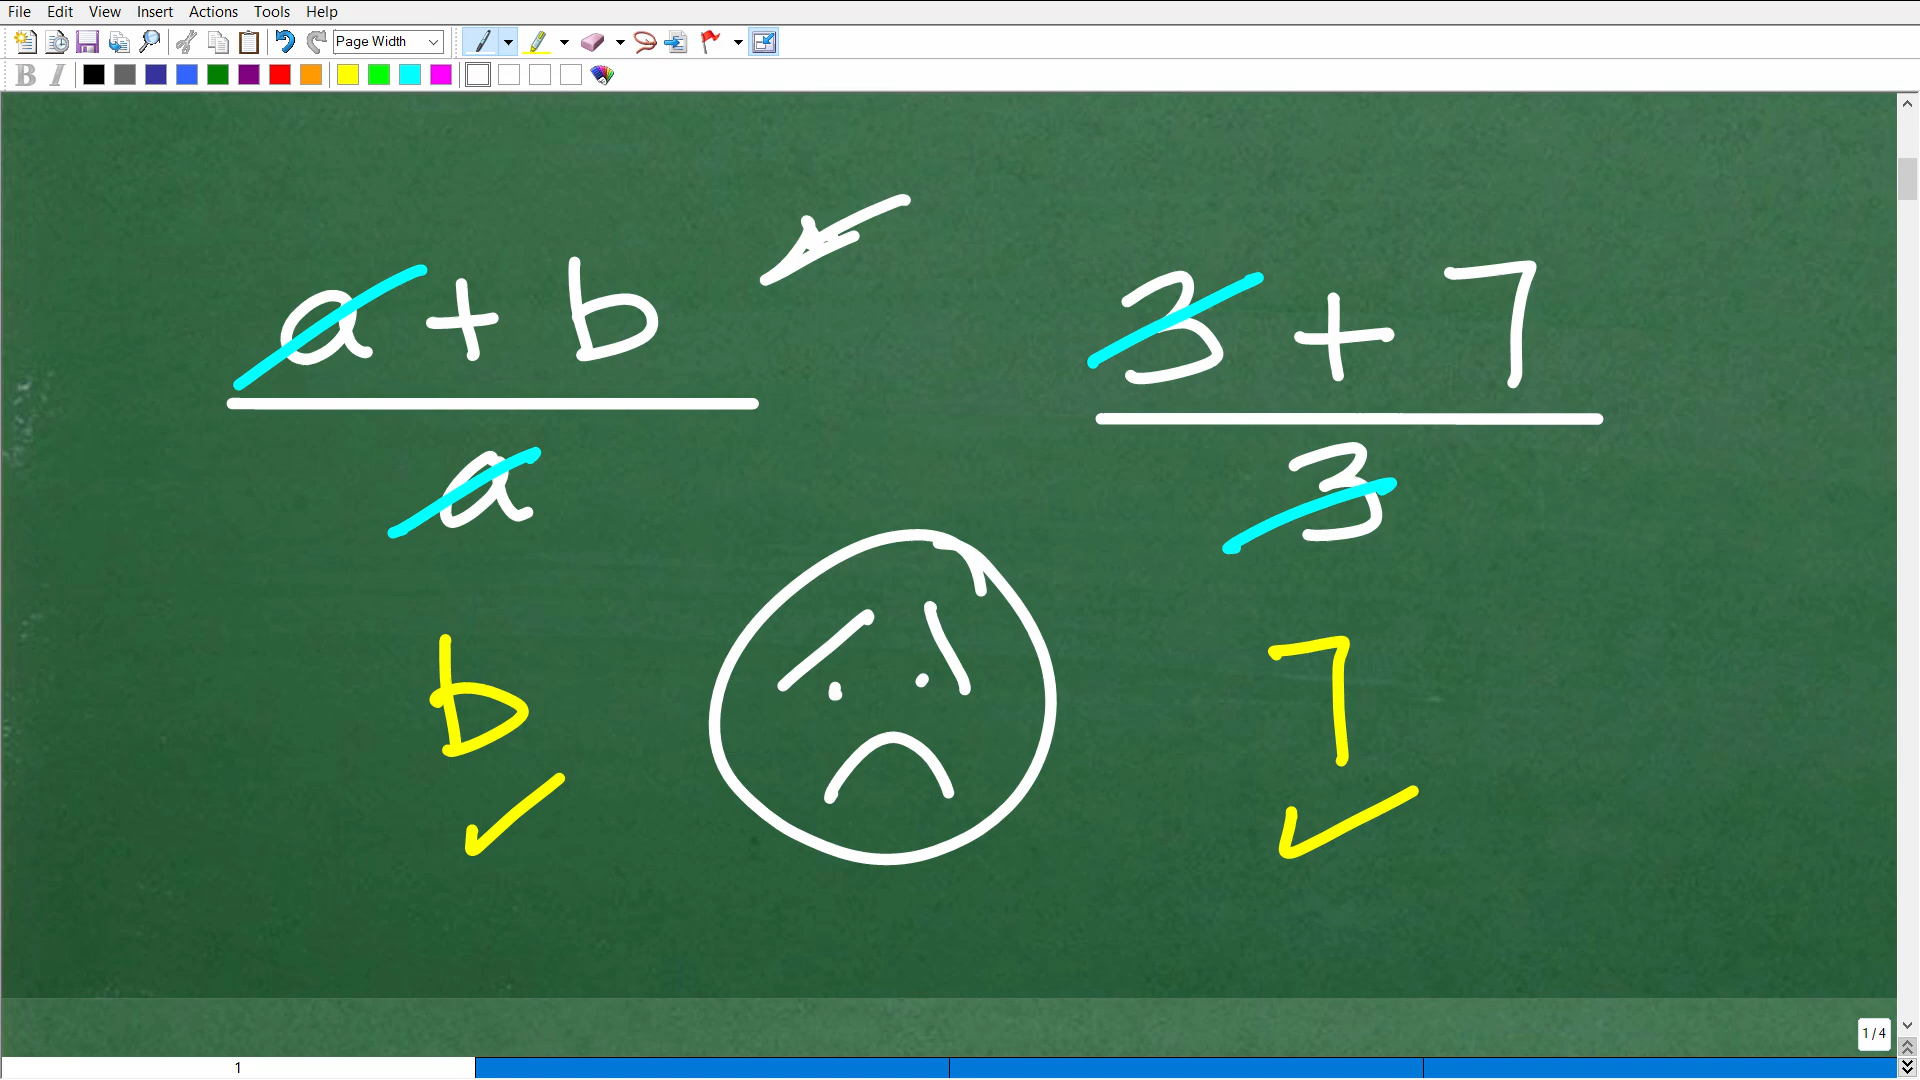 File Edit View Insert Actions Tools Help
Page Width
B I
a + b
a
3 + 7
3
b
7
1 / 4
1